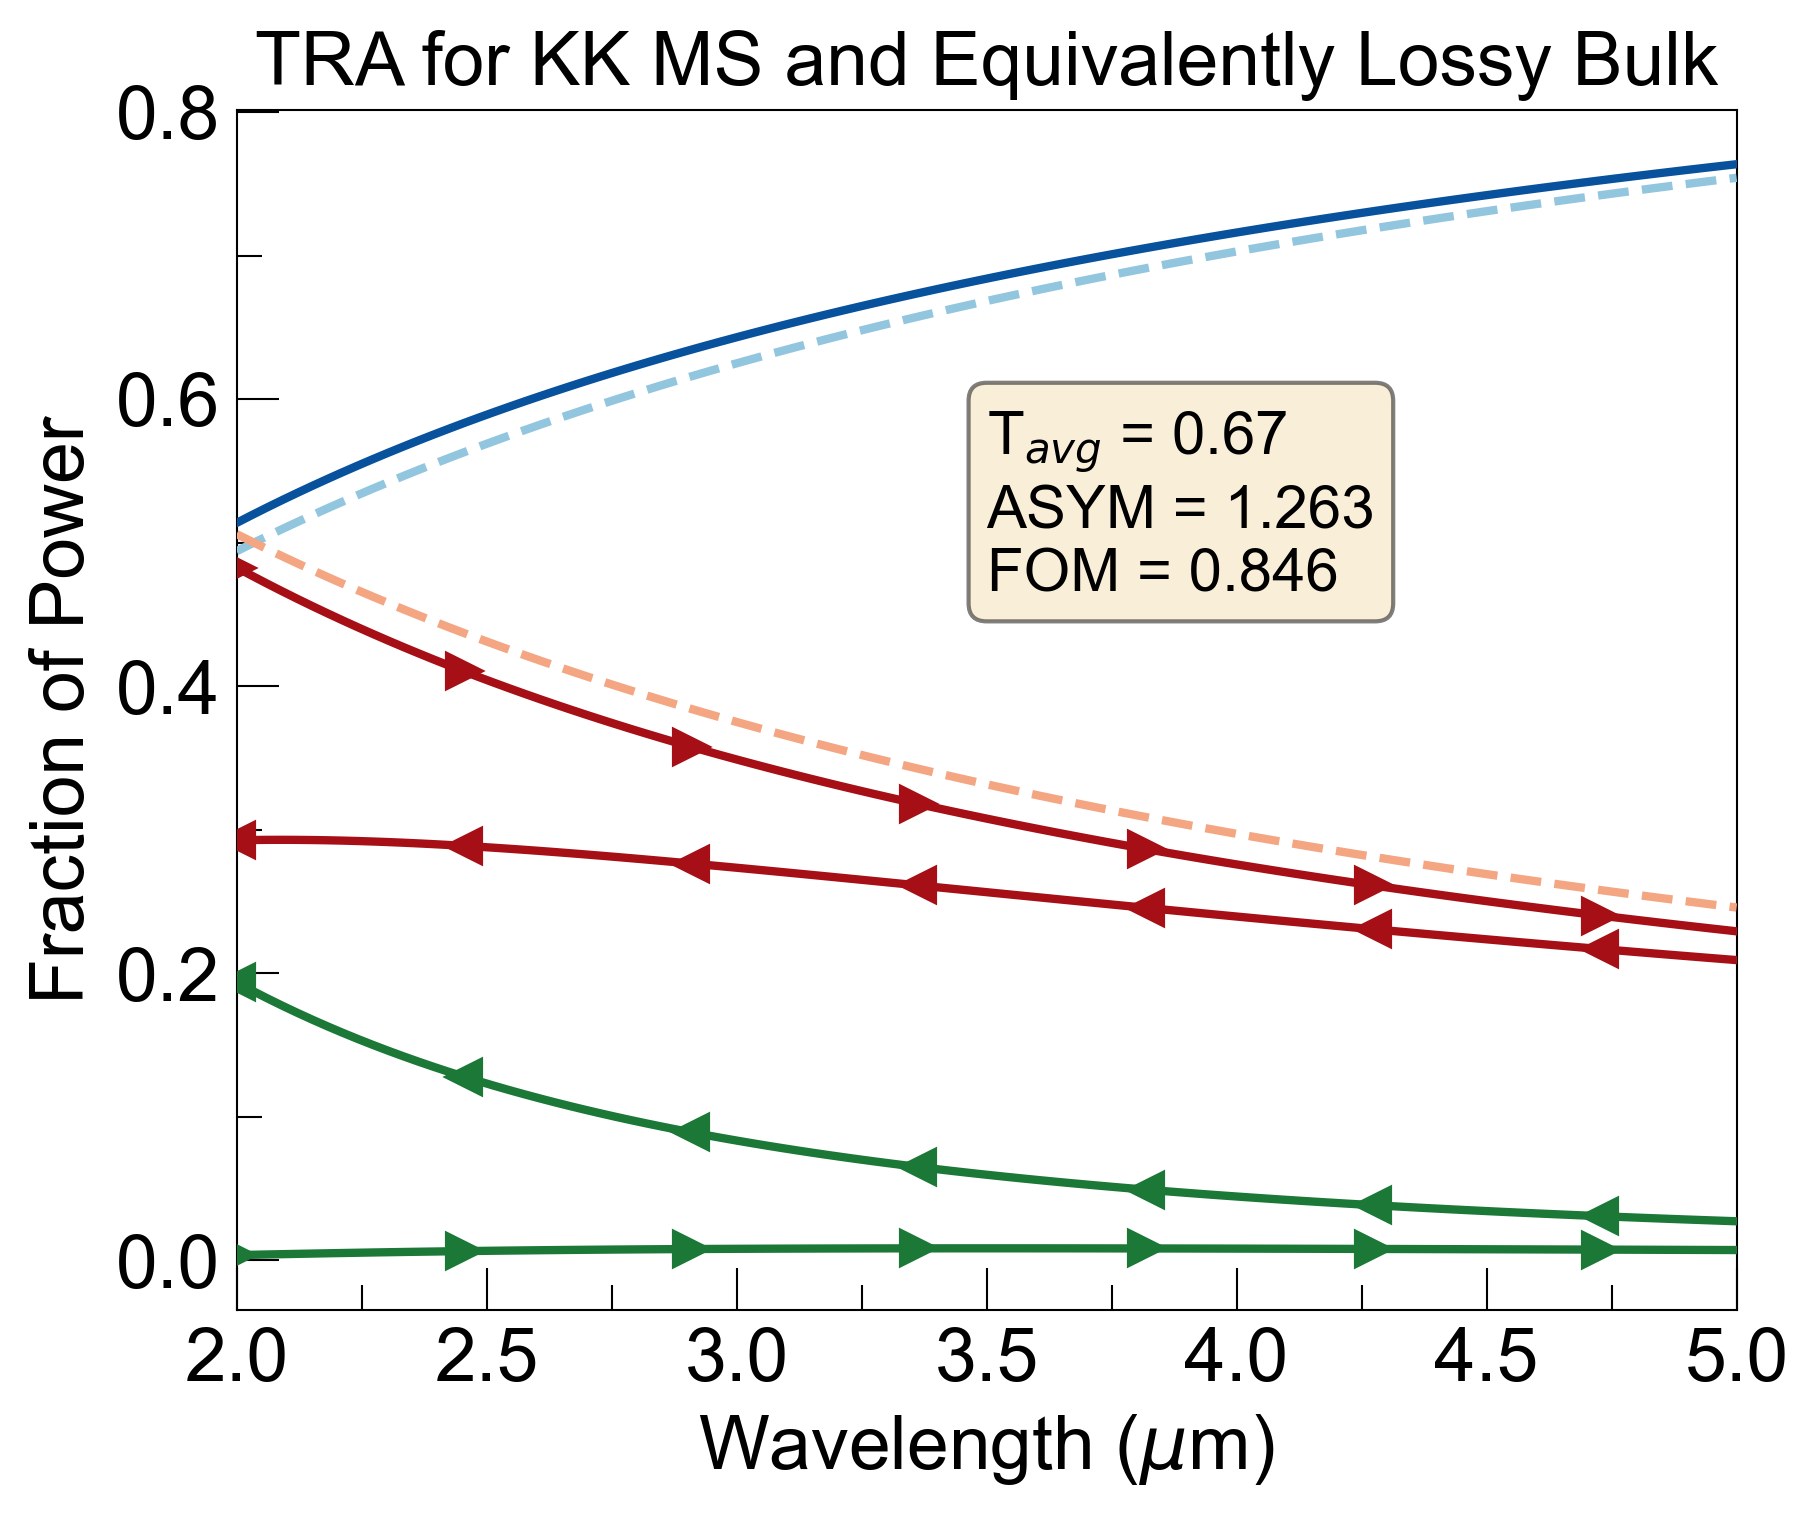 TRA for KK MS and Equivalently Lossy Bulk
0.8
0.6
0.4
0.2
0.0
Fraction of Power
T_avg = 0.67
ASYM = 1.263
FOM = 0.846
2.0 2.5 3.0 3.5 4.0 4.5 5.0
Wavelength (μm)